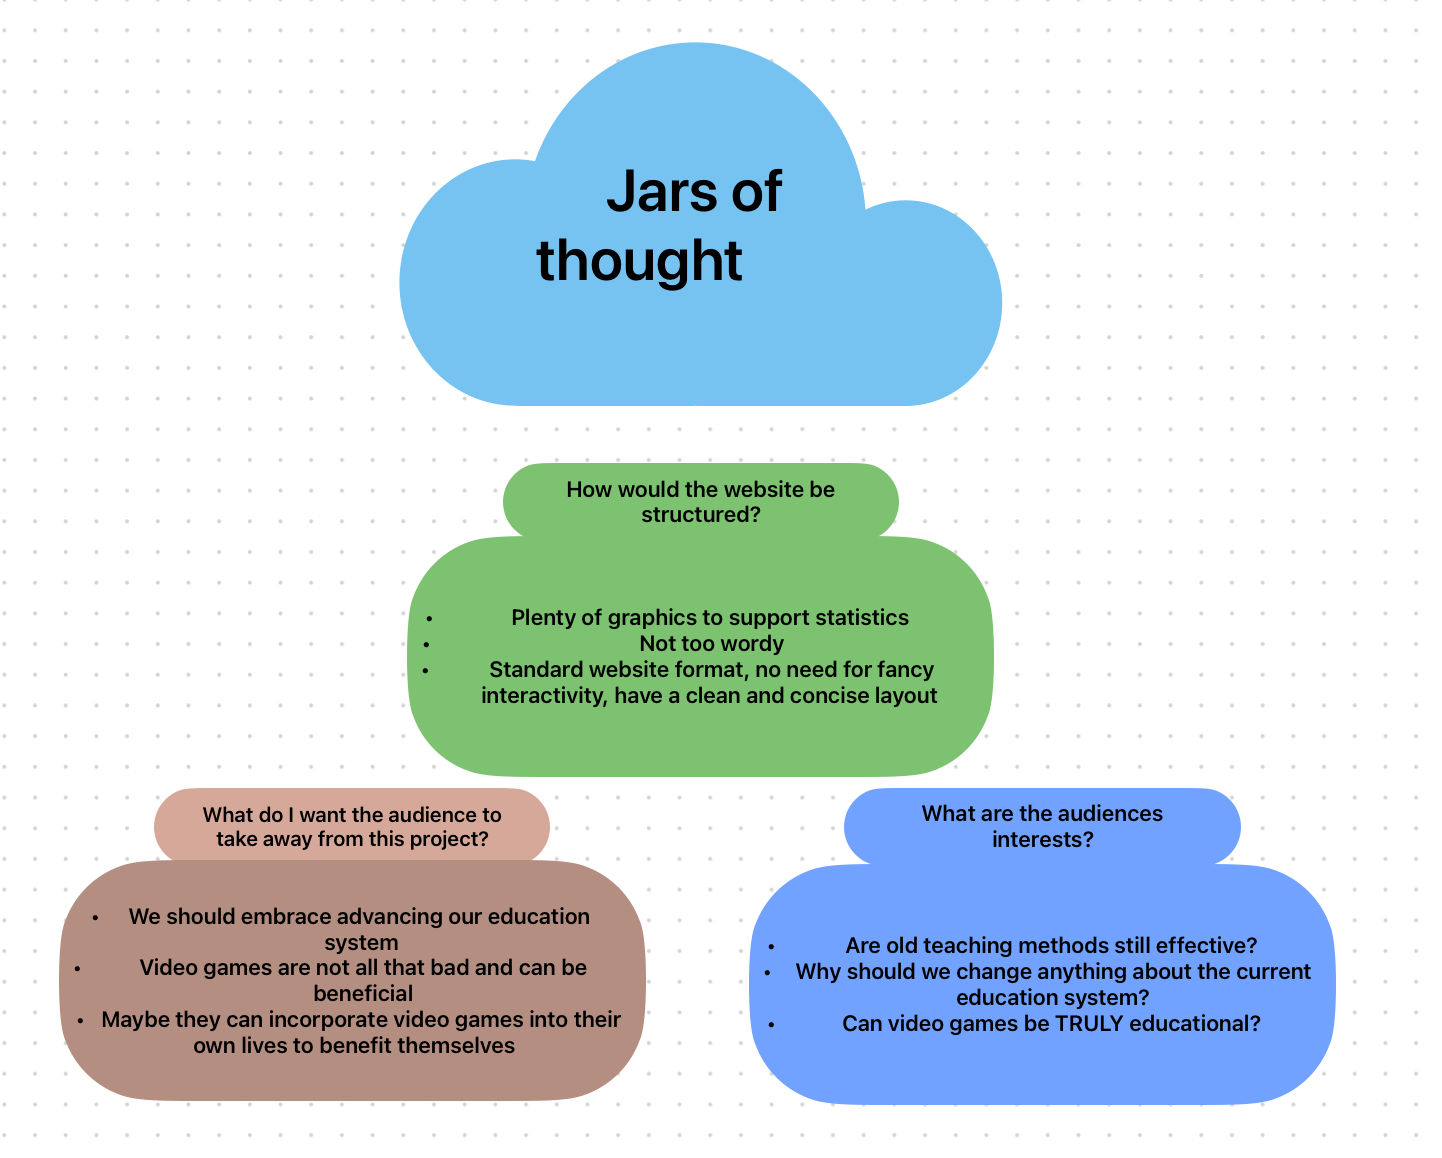 Jars of
thought
How would the website be
structured?
• Plenty of graphics to support statistics
• Not too wordy
• Standard website format, no need for fancy
interactivity, have a clean and concise layout
What do I want the audience to
take away from this project?
• We should embrace advancing our education
system
• Video games are not all that bad and can be
beneficial
• Maybe they can incorporate video games into their
own lives to benefit themselves
What are the audiences
interests?
• Are old teaching methods still effective?
• Why should we change anything about the current
education system?
• Can video games be TRULY educational?